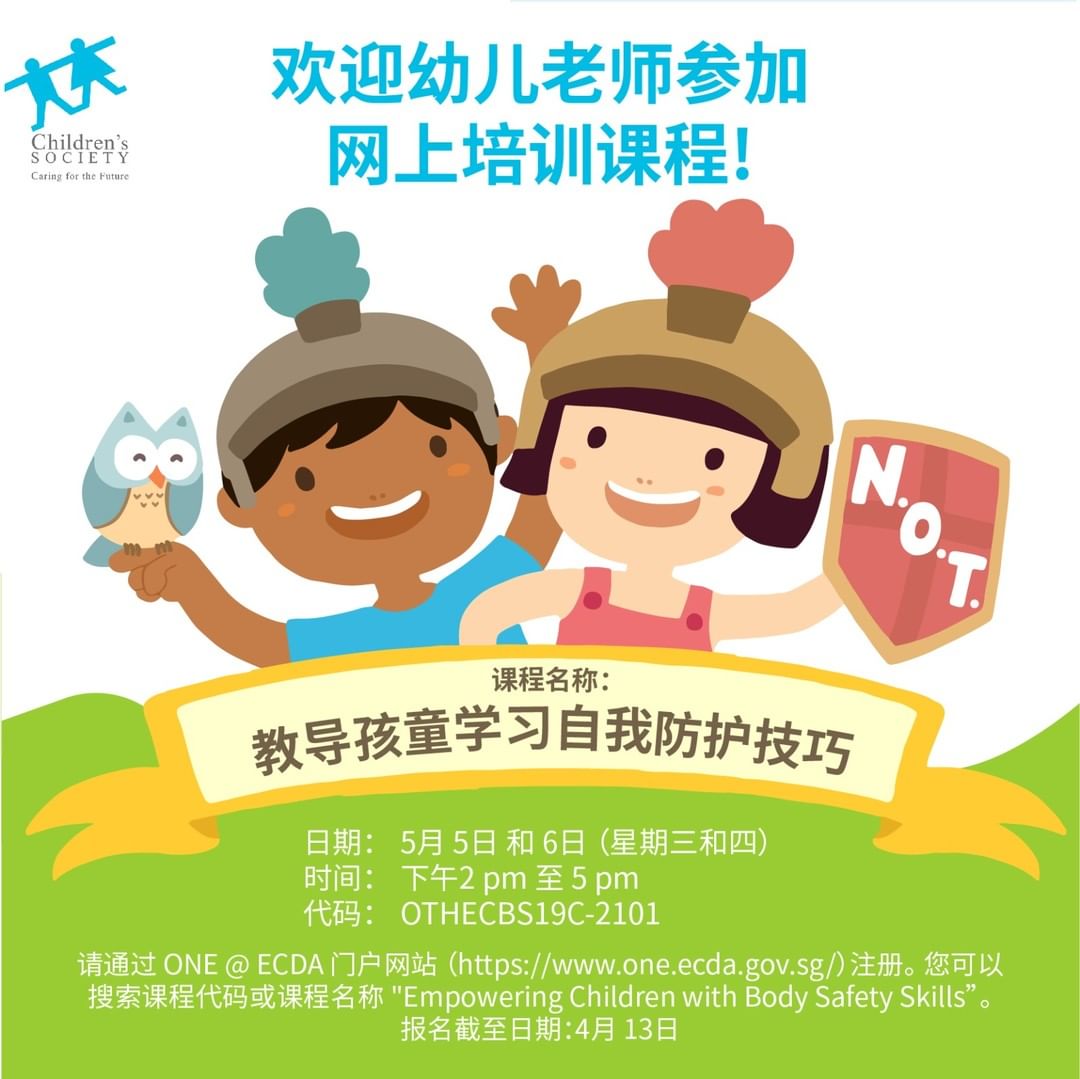 Children's
SOCIETY
Caring for the Future
欢迎幼儿老师参加
网上培训课程!
N.O.T.
课程名称：
教导孩童学习自我防护技巧
日期： 5月 5日 和 6日 （星期三和四）
时间： 下午2 pm 至 5 pm
代码： OTHECBS19C-2101
请通过 ONE @ ECDA 门户网站 （https://www.one.ecda.gov.sg/）注册。您可以
搜索课程代码或课程名称 "Empowering Children with Body Safety Skills”。
报名截至日期：4月 13日